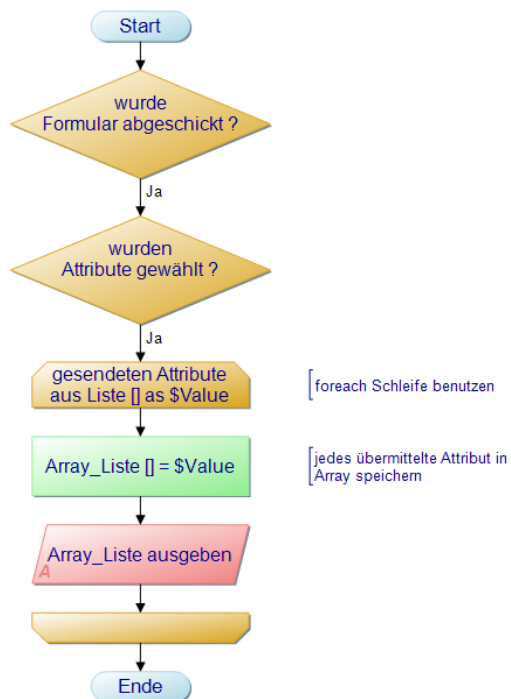 Start
wurde
Formular abgeschickt ?
Ja
wurden
Attribute gewählt ?
Ja
gesendeten Attribute
aus Liste [] as $Value
foreach Schleife benutzen
Array_Liste [] = $Value
jedes übermittelte Attribut in
Array speichern
Array_Liste ausgeben
A
Ende